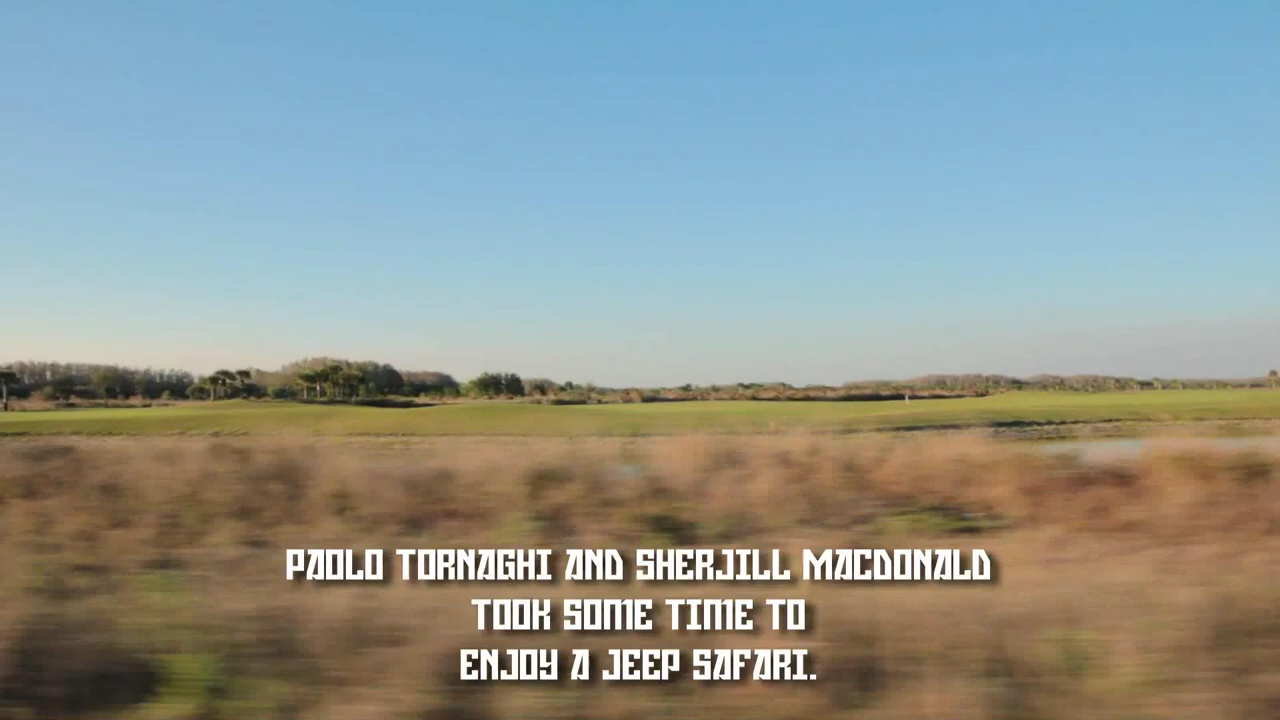 PAOLO TORNAGHI AND SHERJILL MACDONALD
TOOK SOME TIME TO
ENJOY A JEEP SAFARI.